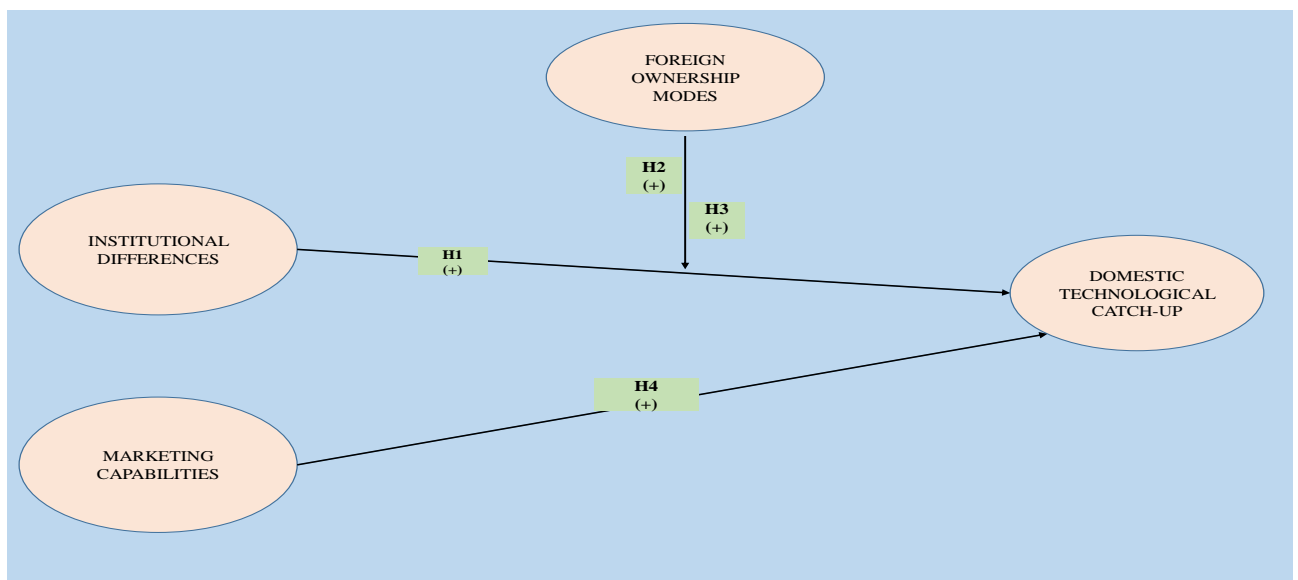 FOREIGN
OWNERSHIP
MODES
H2
(+)
H3
(+)
INSTITUTIONAL
DIFFERENCES
H1
(+)
DOMESTIC
TECHNOLOGICAL
CATCH-UP
H4
(+)
MARKETING
CAPABILITIES